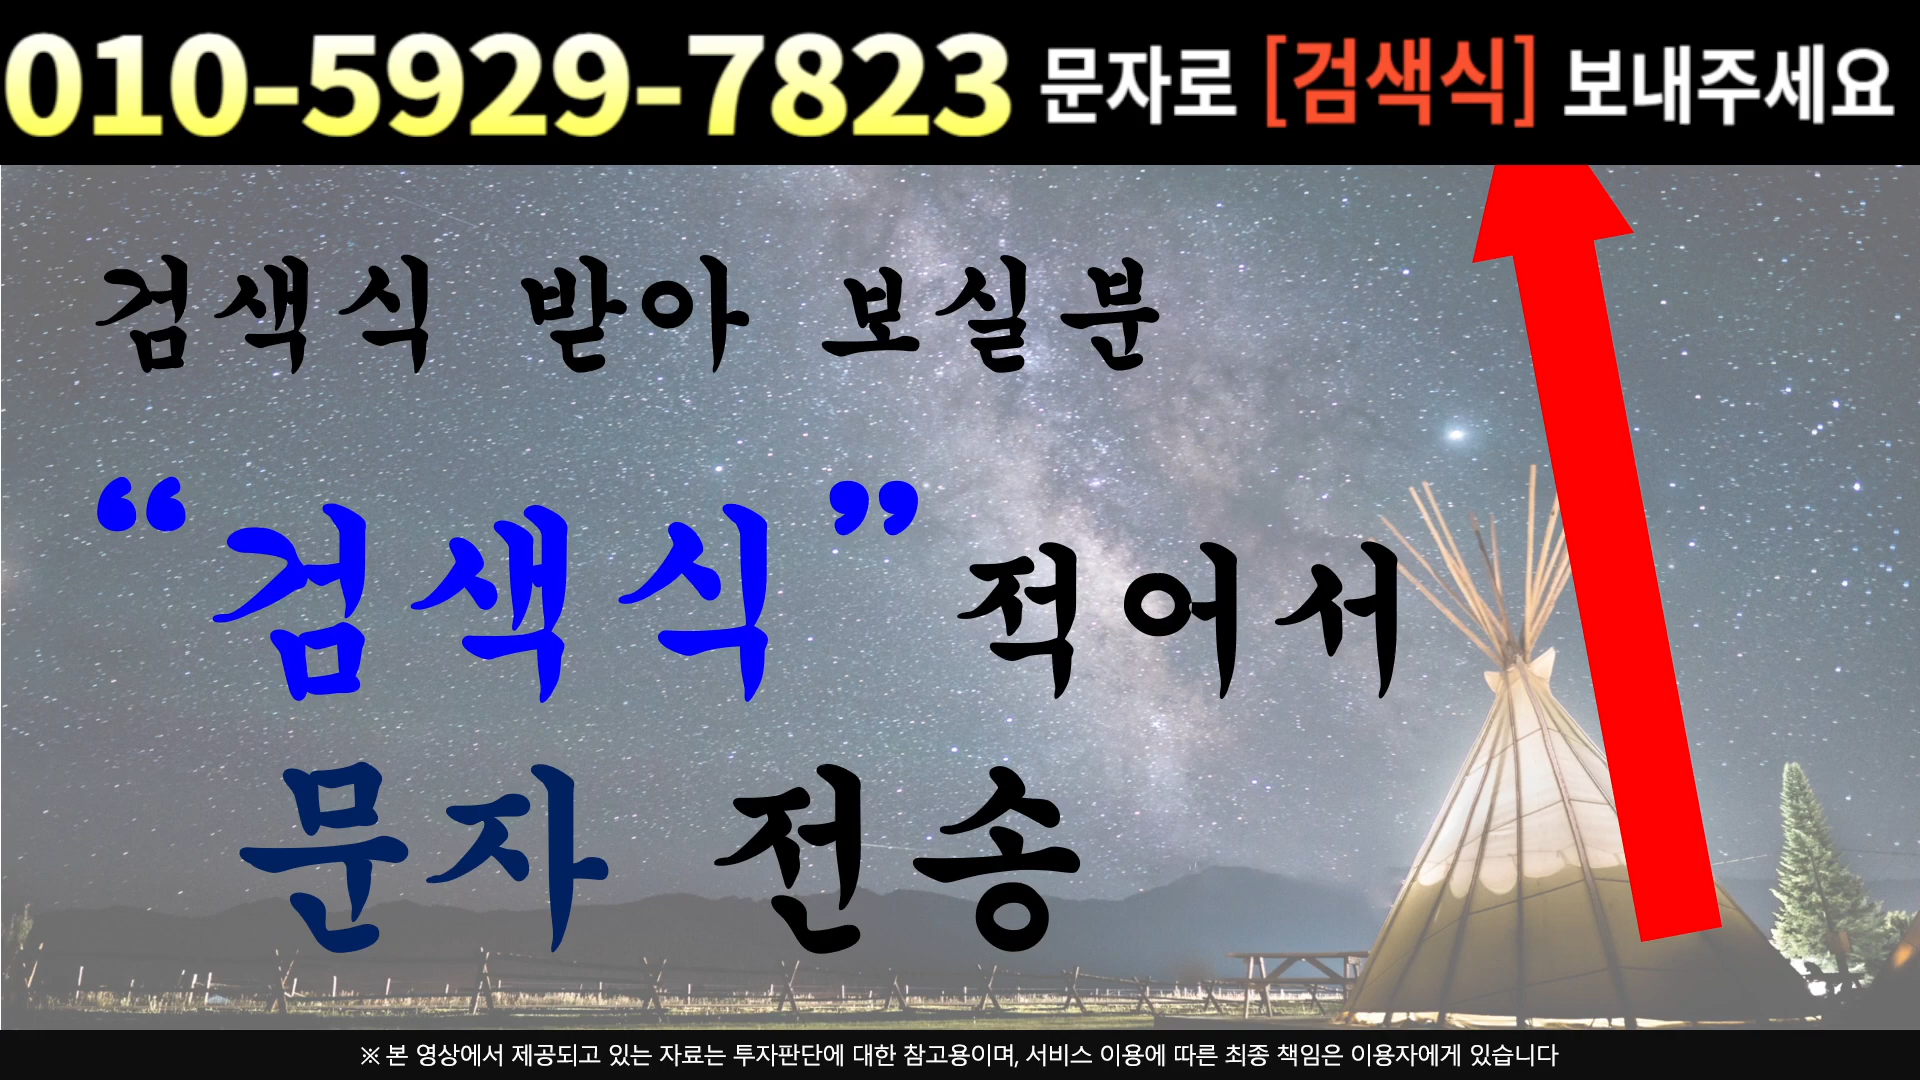 010-5929-7823 문자로 [검색식] 보내주세요
검색식 받아 보실분
“검색식” 적어서
문자 전송
※ 본 영상에서 제공되고 있는 자료는 투자판단에 대한 참고용이며, 서비스 이용에 따른 최종 책임은 이용자에게 있습니다